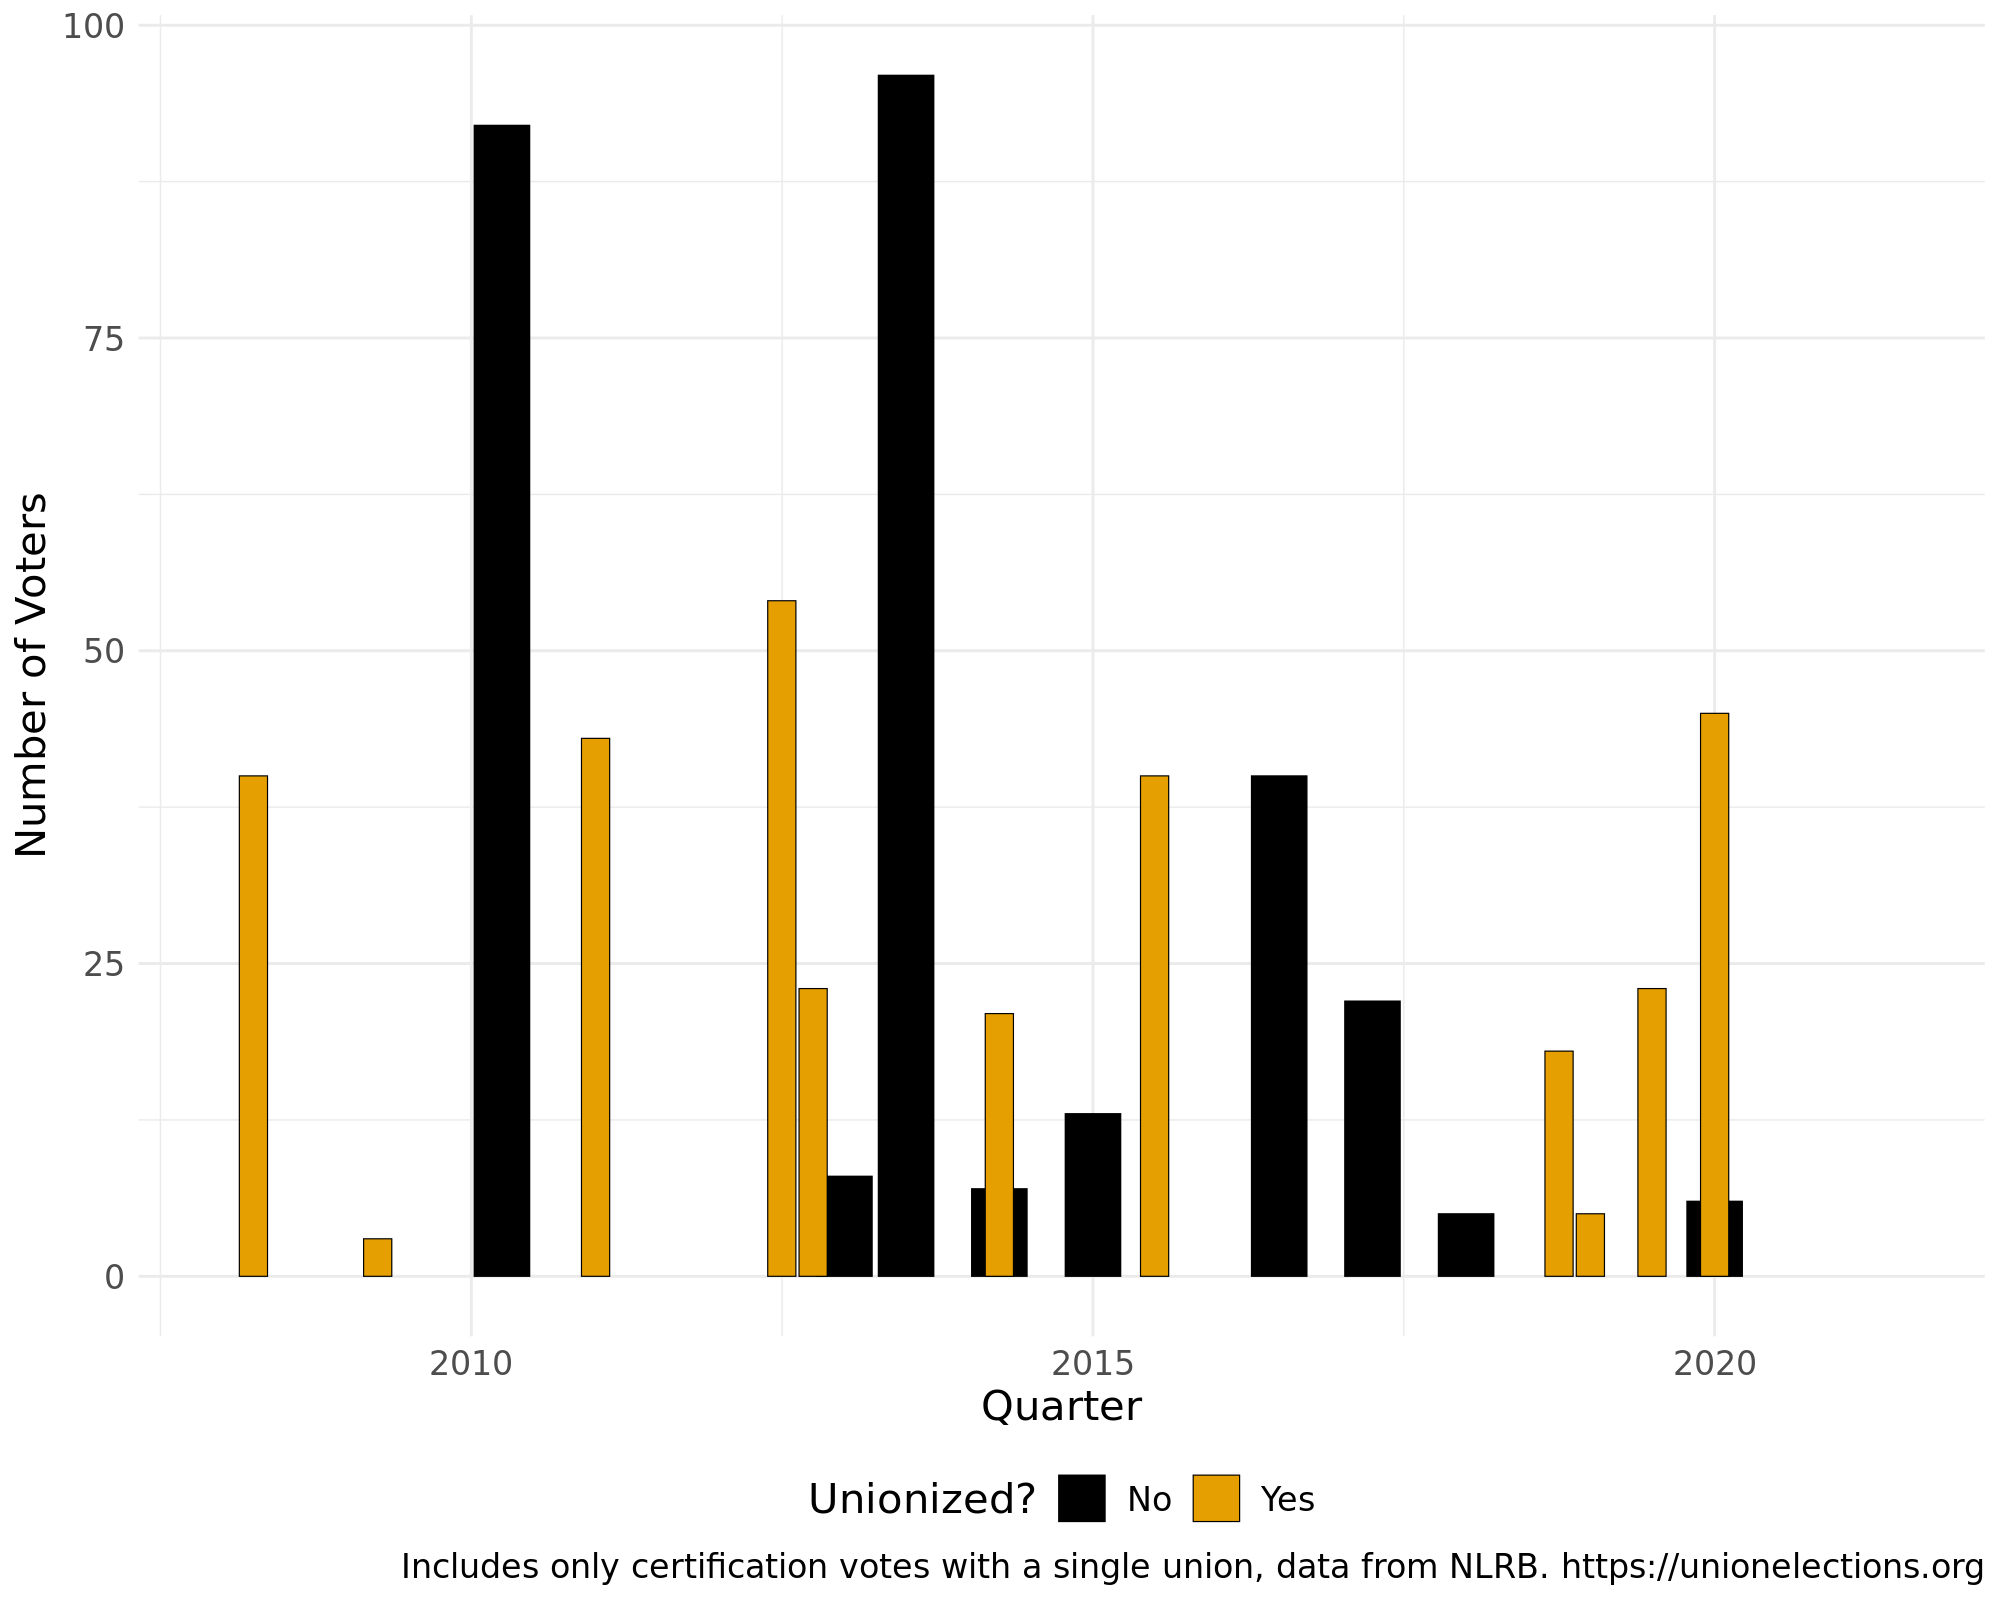 100
75
50
25
0
Number of Voters
2010 2015 2020
Quarter
Unionized? No Yes
Includes only certification votes with a single union, data from NLRB. https://unionelections.org